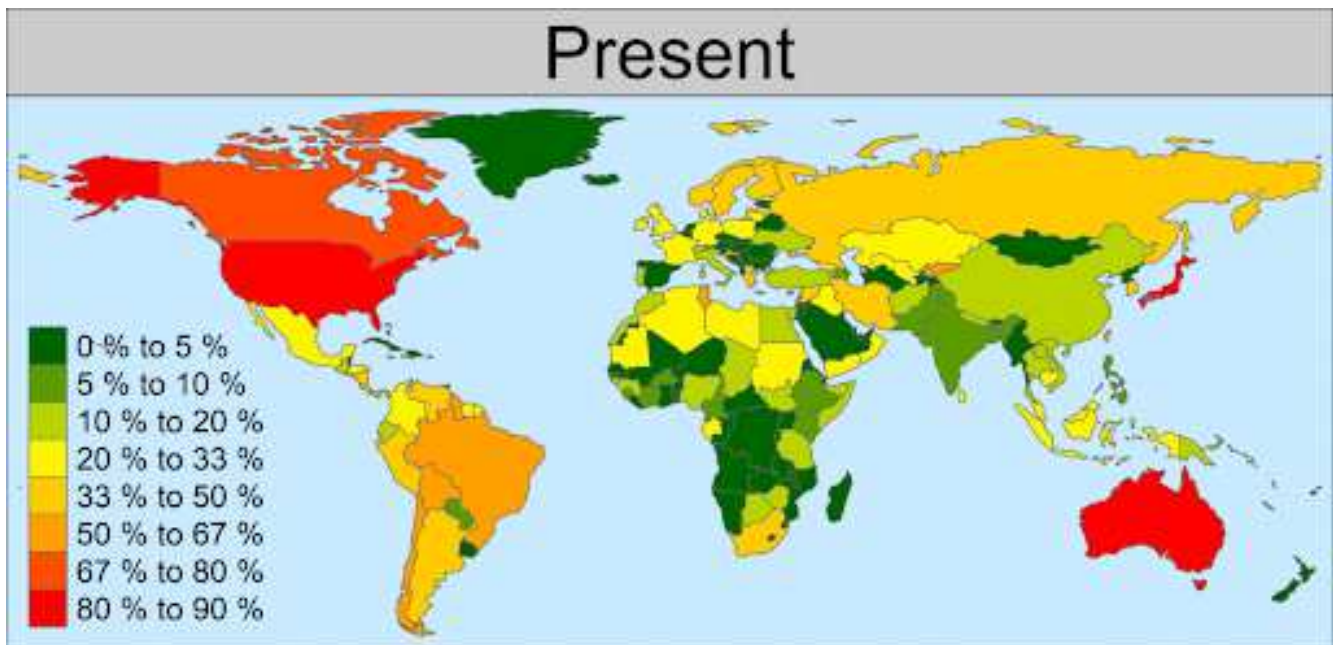 Present
0 % to 5 %
5 % to 10 %
10 % to 20 %
20 % to 33 %
33 % to 50 %
50 % to 67 %
67 % to 80 %
80 % to 90 %